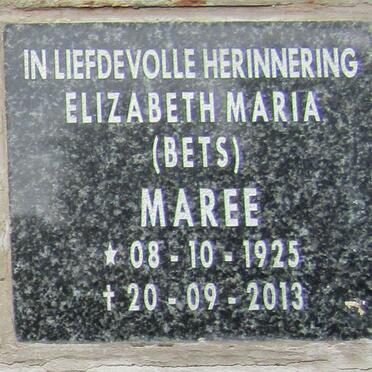 IN LIEFDEVOLLE HERINNERING
ELIZABETH MARIA
(BETS)
MAREE
★ 08 - 10 - 1925
✝ 20 - 09 - 2013